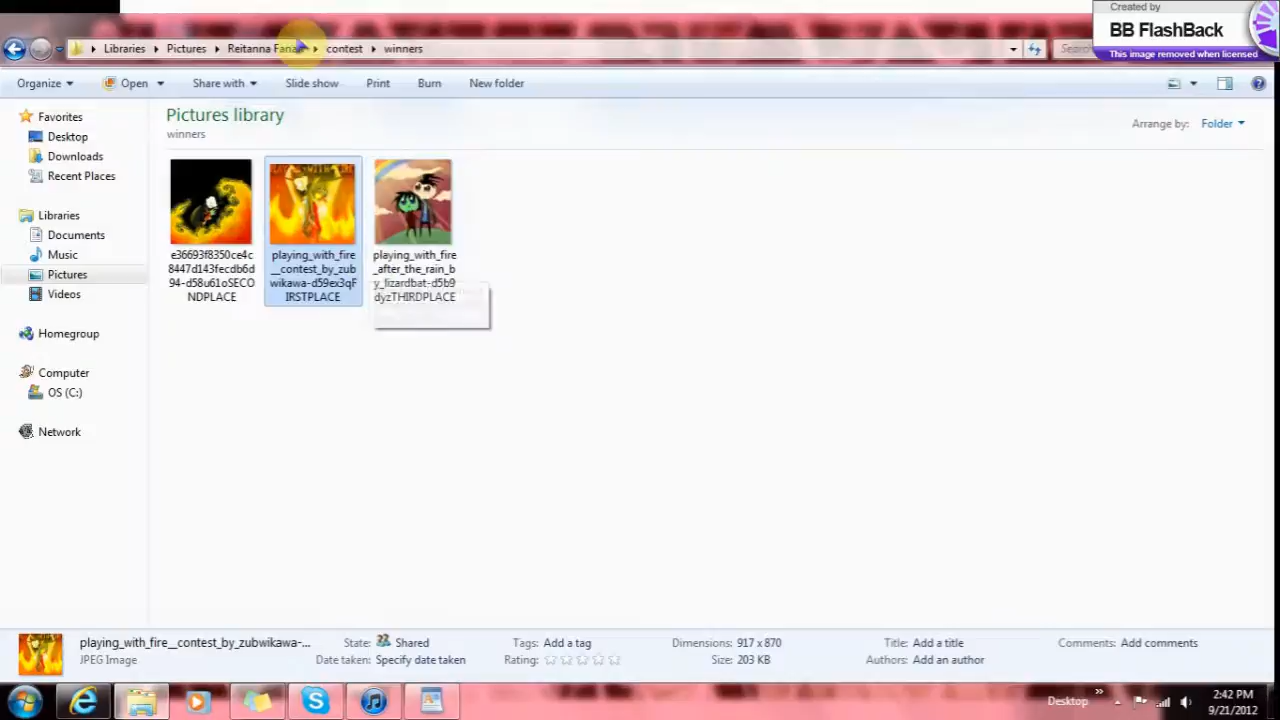 Created by
BB FlashBack
This image removed when licensed
Libraries Pictures Reitanna contest winners
Organize Open Share with Slide show Print Burn New folder
Favorites
Desktop
Downloads
Recent Places
Libraries
Documents
Music
Pictures
Videos
Homegroup
Computer
OS (C:)
Network
Pictures library
winners
Arrange by: Folder
e36693f8350ce4c
8447d143fecdb6d
94-d58u61oSECO
NDPLACE
playing_with_fire
__contest_by_zub
wikawa-d59ex3qF
IRSTPLACE
playing_with_fire
_after_the_rain_b
y_lizardbat-d5b9
dyzTHIRDPLACE
playing_with_fire__contest_by_zubwikawa-...
JPEG Image
State: Shared
Date taken: Specify date taken
Tags: Add a tag
Rating:
Dimensions: 917 x 870
Size: 203 KB
Title: Add a title
Authors: Add an author
Comments: Add comments
Desktop
2:42 PM
9/21/2012